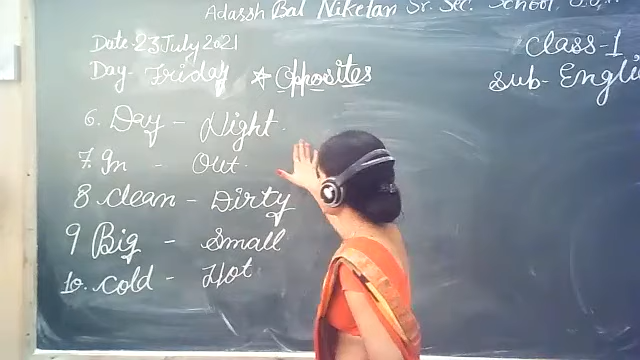 Adarsh Bal Niketan Sr. Sec. School
Date-23 July 2021
Class-1
Day- Friday * Opposites
Sub- Engli
6. Day - Night.
7. In - Out.
8 clean - Dirty
9 Big - Small
10. cold - Hot